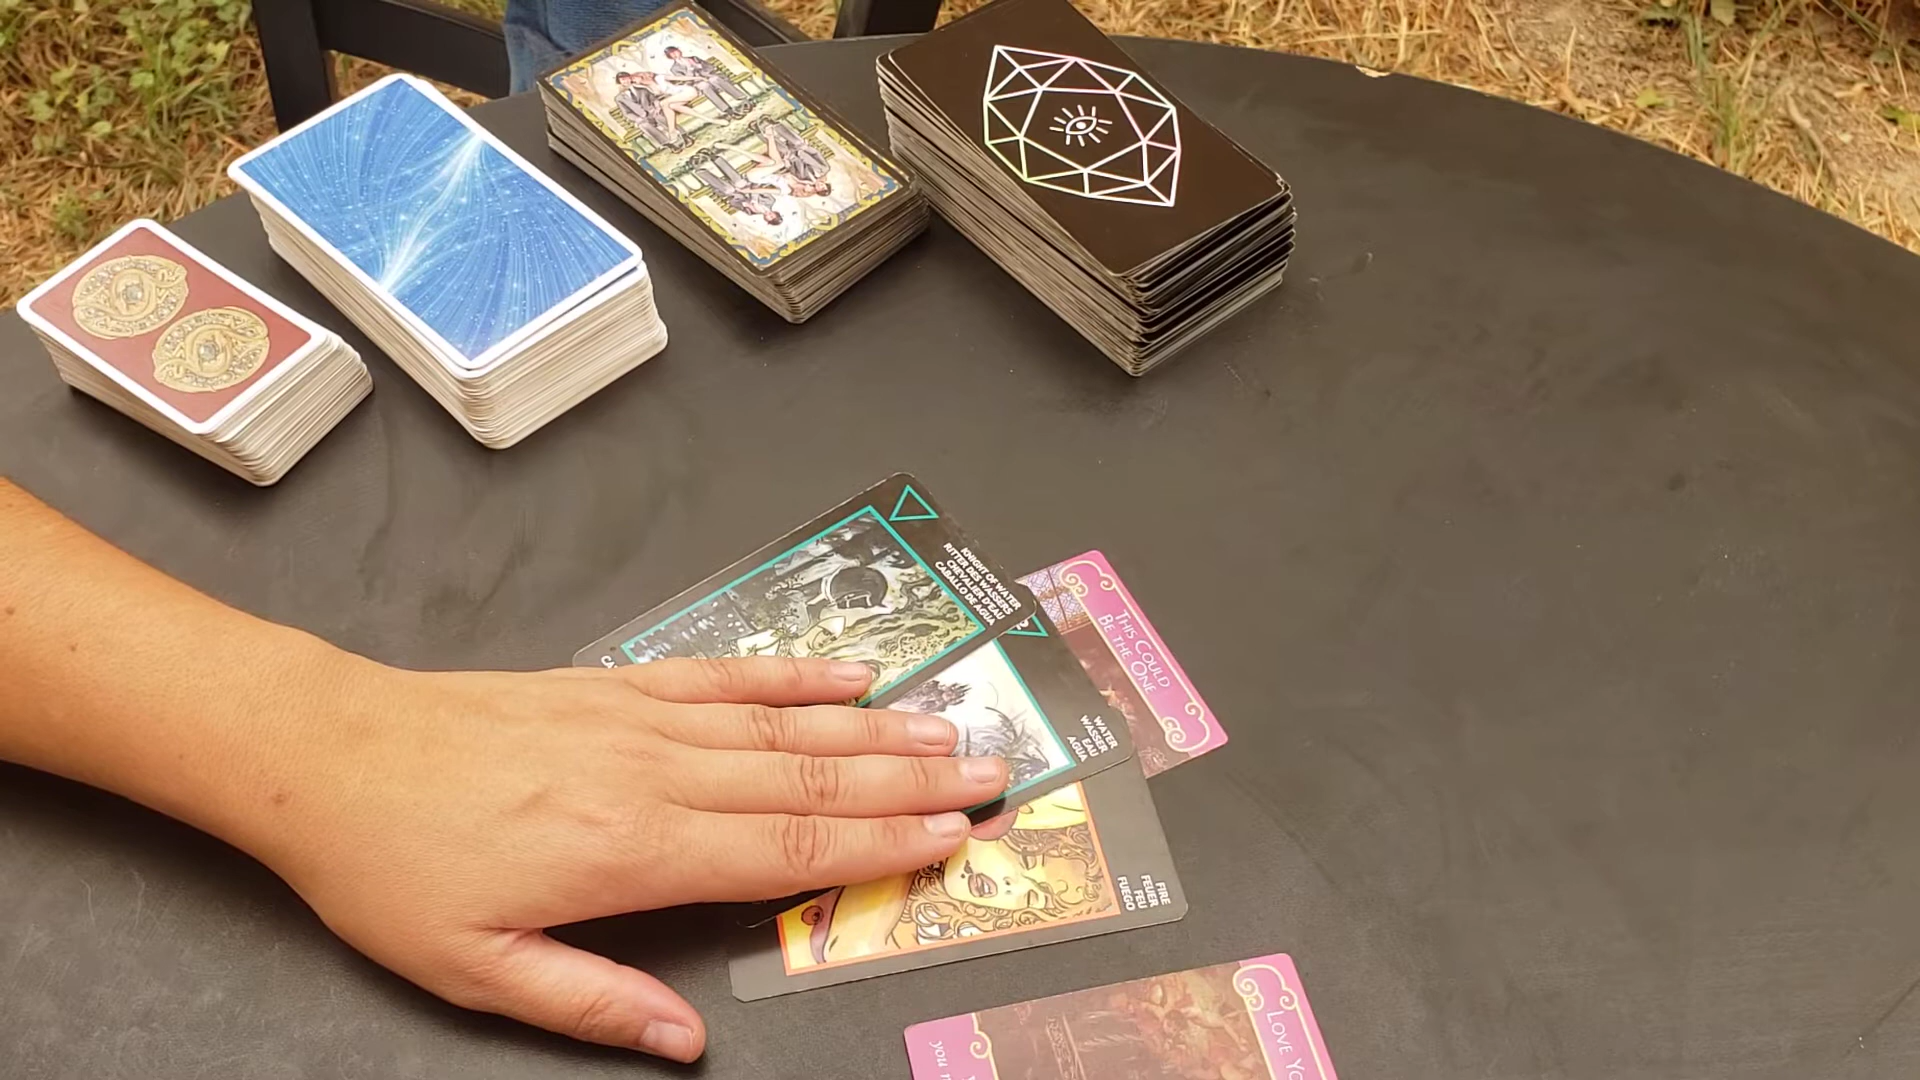 KNIGHT OF WATER
RITTER DES WASSERS
CHEVALIER D'EAU
CABALLO DE AGUA
THIS COULD
BE THE ONE
WATER
WASSER
EAU
AGUA
FIRE
FEUER
FEU
FUEGO
LOVE
you